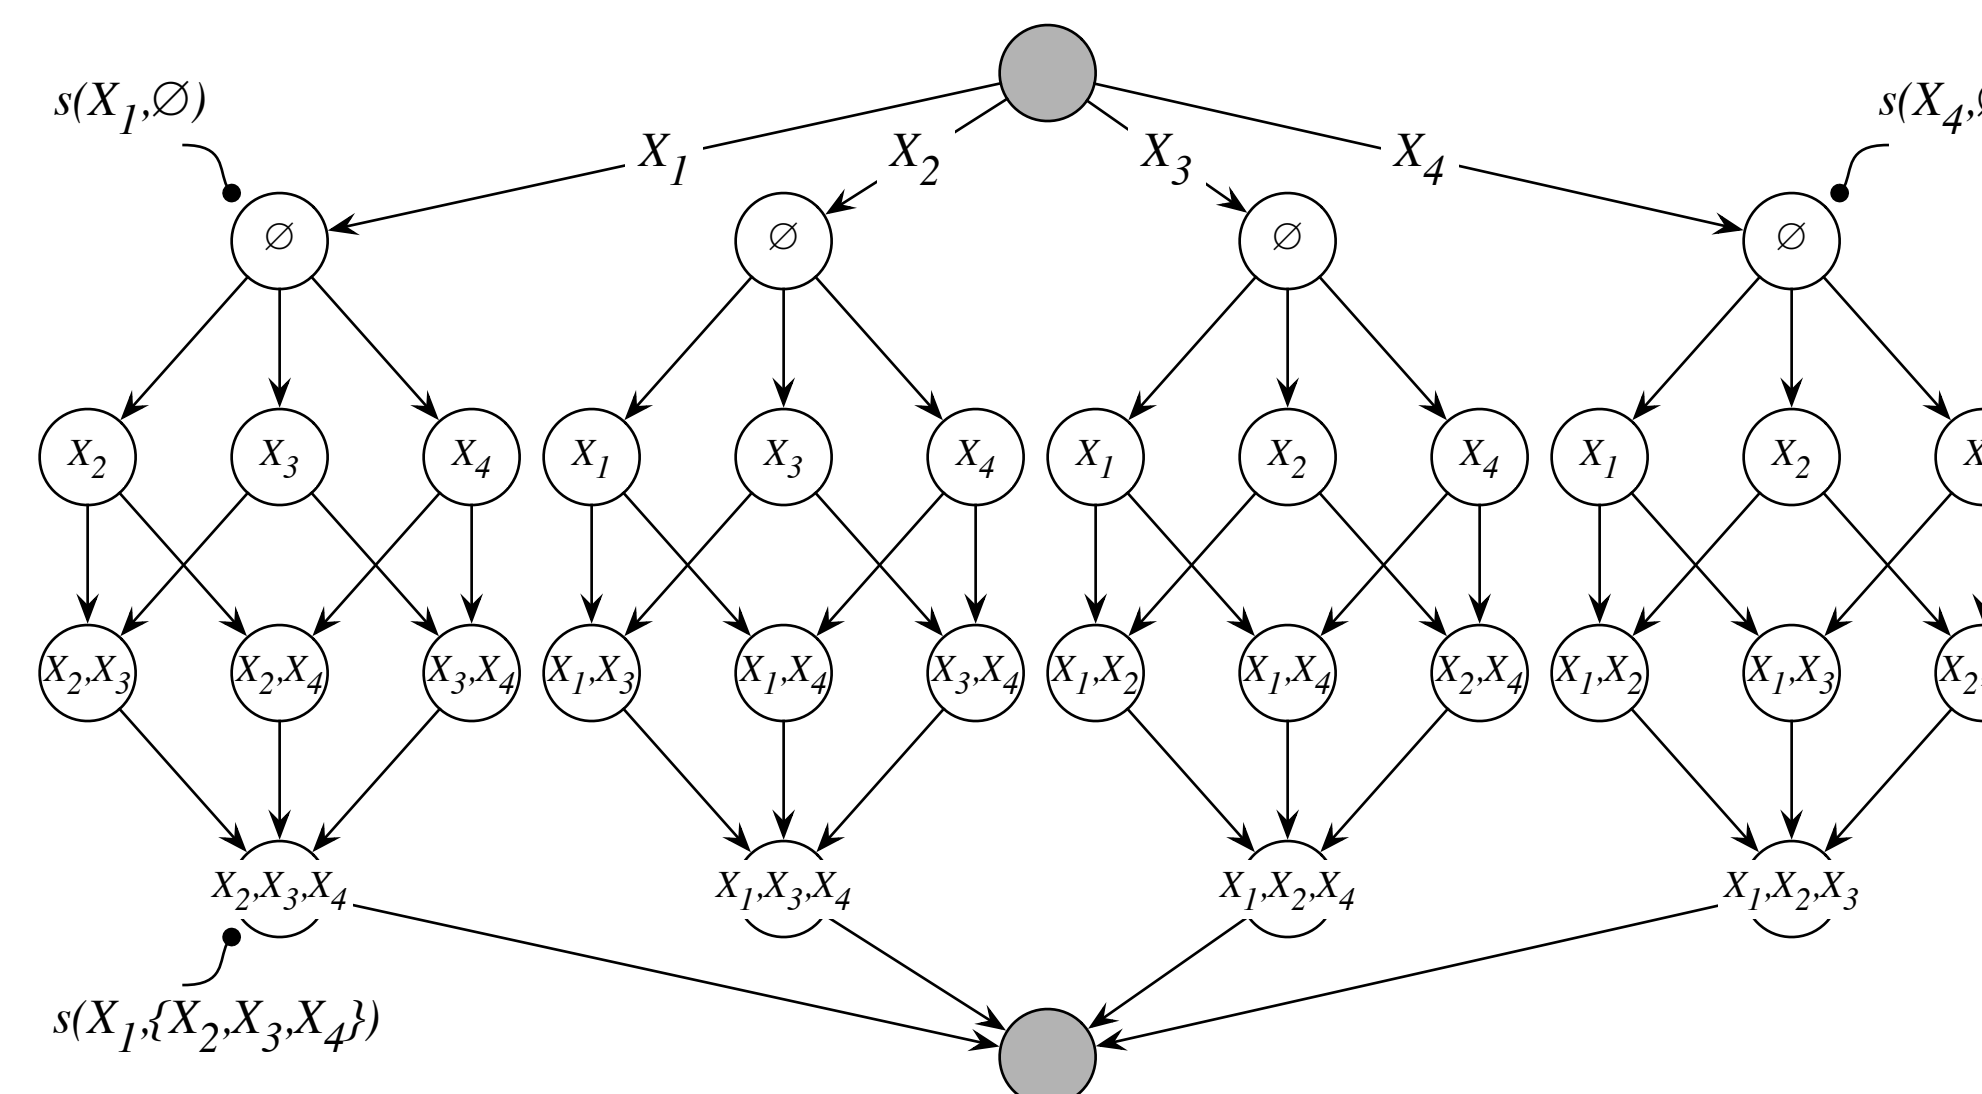 s(X1,∅)
s(X4,
X1 X2 X3 X4
∅ ∅ ∅ ∅
X2 X3 X4 X1 X3 X4 X1 X2 X4 X1 X2
X2,X3 X2,X4 X3,X4 X1,X3 X1,X4 X3,X4 X1,X2 X1,X4 X2,X4 X1,X2 X1,X3 X2
X2,X3,X4 X1,X3,X4 X1,X2,X4 X1,X2,X3
s(X1,{X2,X3,X4})